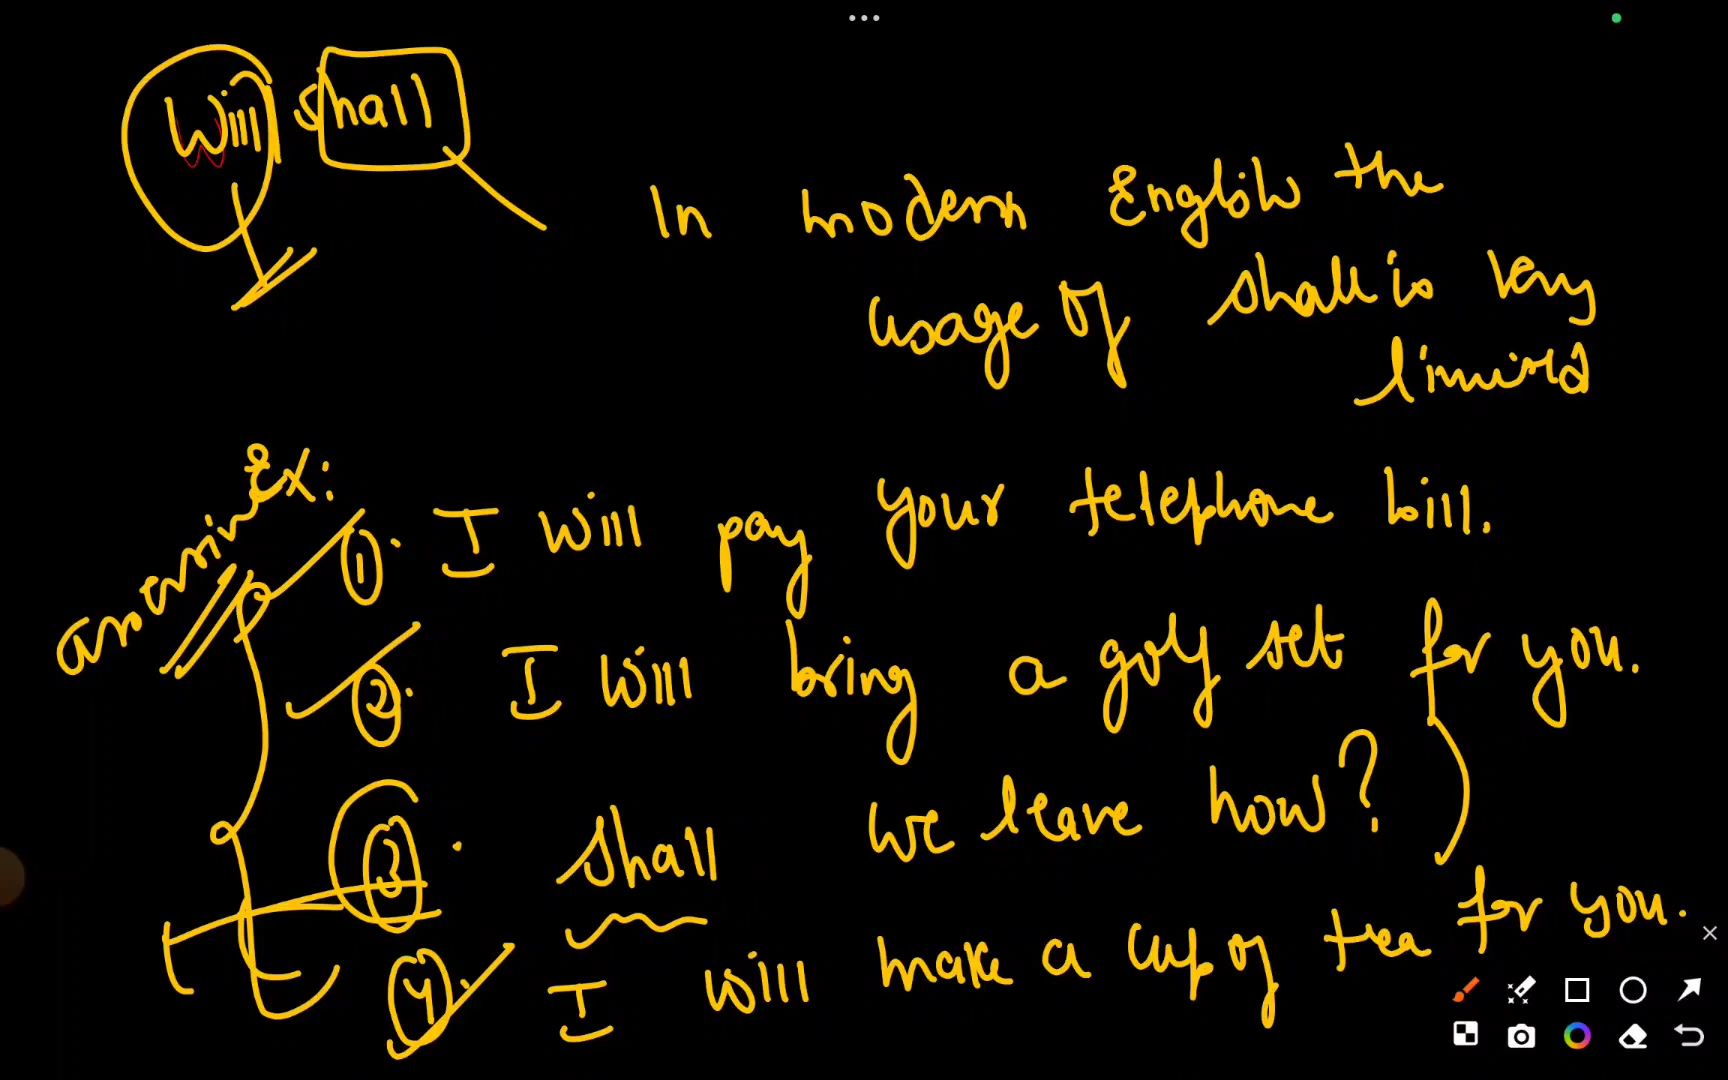 Will shall
In modern English the
usage of shall is very
limited
Ex:
1. I will pay your telephone bill.
2. I will bring a golf set for you.
3. shall we leave now?
4. I will make a cup of tea for you.